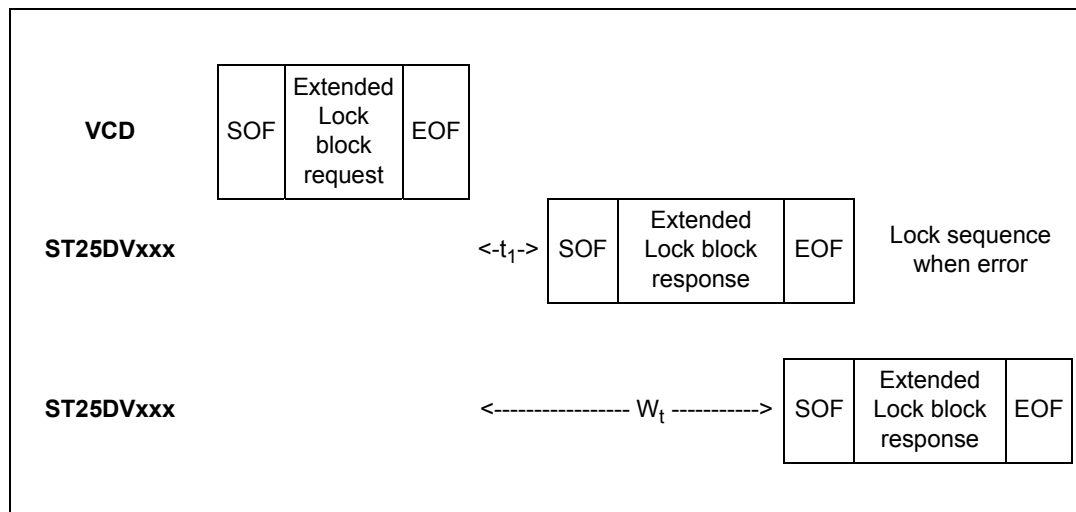 VCD
SOF
Extended
Lock
block
request
EOF
ST25DVxxx
<-t₁->
SOF
Extended
Lock block
response
EOF
Lock sequence
when error
ST25DVxxx
<----------------- Wₜ ----------->
SOF
Extended
Lock block
response
EOF